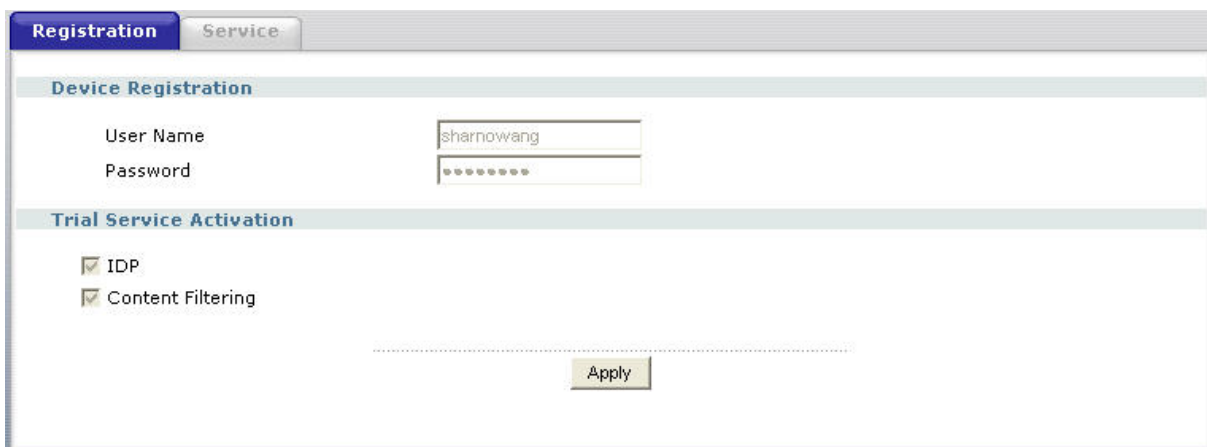 Registration Service
Device Registration
User Name sharnowang
Password ••••••••
Trial Service Activation
IDP
Content Filtering
Apply